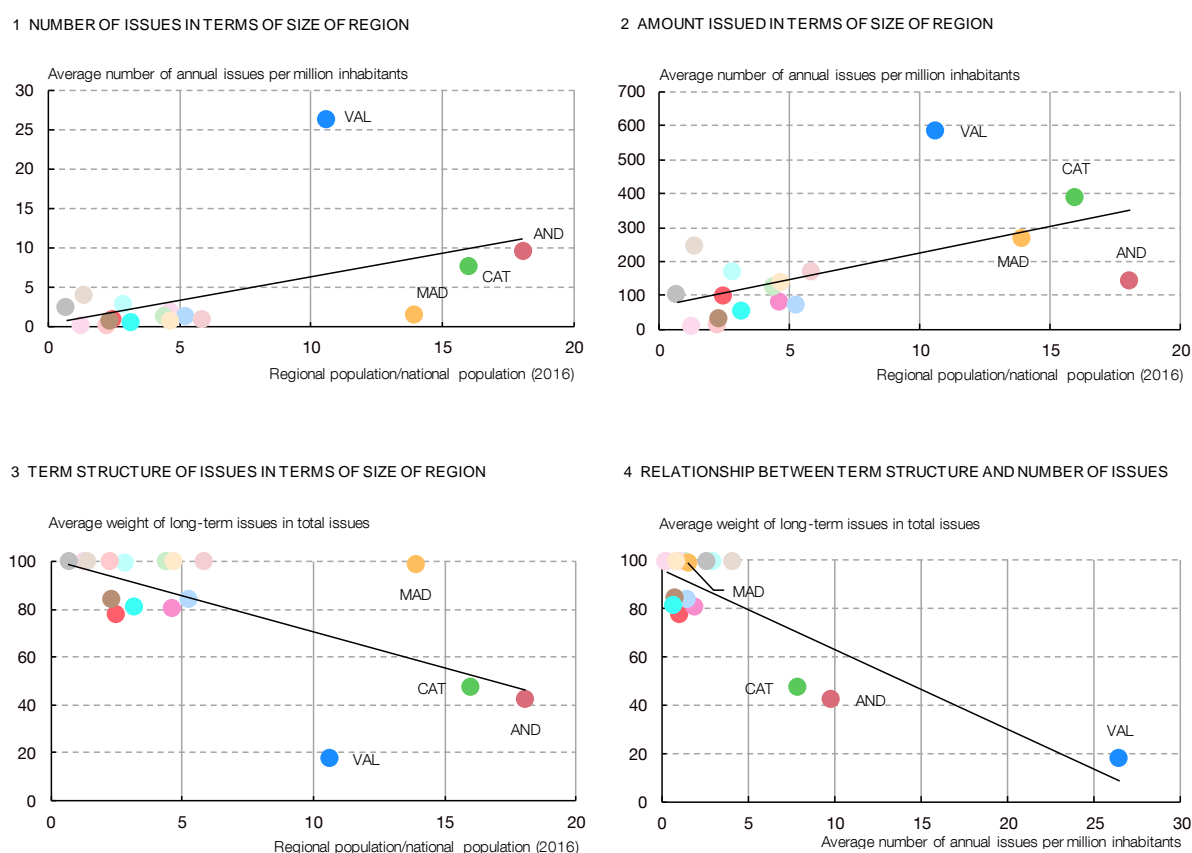 1 NUMBER OF ISSUES IN TERMS OF SIZE OF REGION
Average number of annual issues per million inhabitants
30
25
20
15
10
5
0
0
5
10
15
20
VAL
AND
CAT
MAD
Regional population/national population (2016)
2 AMOUNT ISSUED IN TERMS OF SIZE OF REGION
Average number of annual issues per million inhabitants
700
600
500
400
300
200
100
0
0
5
10
15
20
VAL
CAT
MAD
AND
Regional population/national population (2016)
3 TERM STRUCTURE OF ISSUES IN TERMS OF SIZE OF REGION
Average weight of long-term issues in total issues
100
80
60
40
20
0
0
5
10
15
20
MAD
CAT
AND
VAL
Regional population/national population (2016)
4 RELATIONSHIP BETWEEN TERM STRUCTURE AND NUMBER OF ISSUES
Average weight of long-term issues in total issues
100
80
60
40
20
0
0
5
10
15
20
25
30
MAD
CAT
AND
VAL
Average number of annual issues per million inhabitants